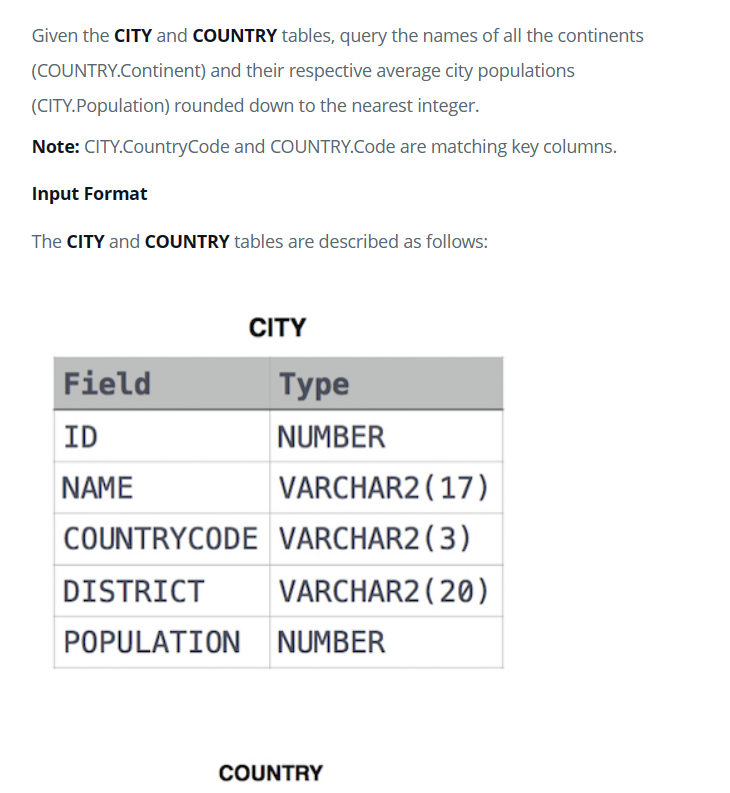 Given the CITY and COUNTRY tables, query the names of all the continents
(COUNTRY.Continent) and their respective average city populations
(CITY.Population) rounded down to the nearest integer.
Note: CITY.CountryCode and COUNTRY.Code are matching key columns.
Input Format
The CITY and COUNTRY tables are described as follows:
CITY
Field Type
ID NUMBER
NAME VARCHAR2(17)
COUNTRYCODE VARCHAR2(3)
DISTRICT VARCHAR2(20)
POPULATION NUMBER
COUNTRY